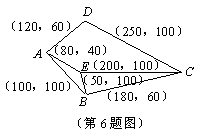 D
(120, 60)
(250, 100)
A
(80, 40)
E
(200, 100)
C
(100, 100)
(50, 100)
B
(180, 60)
(第6题图)